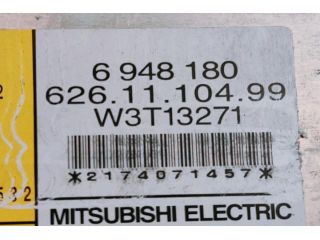 6 948 180
626.11.104.99
W3T13271
*2174071457*
MITSUBISHI ELECTRIC